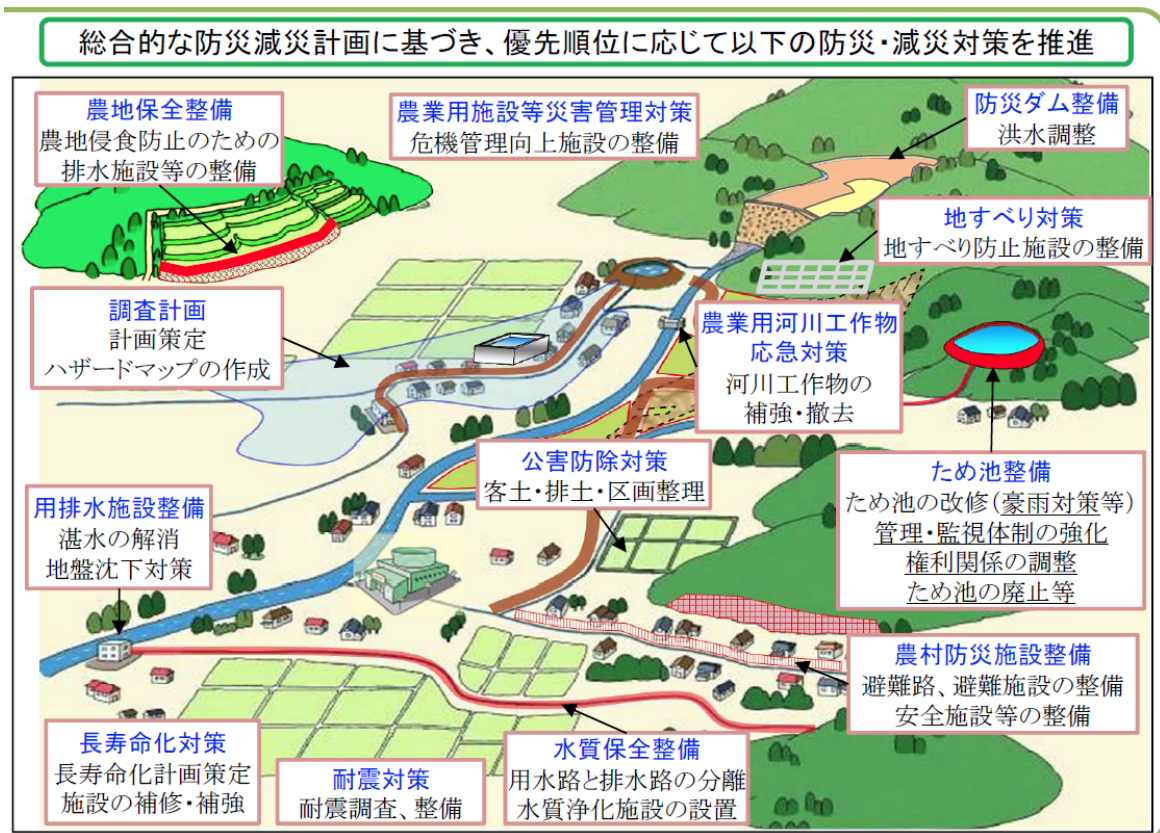 総合的な防災減災計画に基づき、優先順位に応じて以下の防災・減災対策を推進
農地保全整備
農地侵食防止のための
排水施設等の整備
農業用施設等災害管理対策
危機管理向上施設の整備
防災ダム整備
洪水調整
地すべり対策
地すべり防止施設の整備
調査計画
計画策定
ハザードマップの作成
農業用河川工作物
応急対策
河川工作物の
補強・撤去
公害防除対策
客土・排土・区画整理
ため池整備
ため池の改修(豪雨対策等)
管理・監視体制の強化
権利関係の調整
ため池の廃止等
用排水施設整備
湛水の解消
地盤沈下対策
農村防災施設整備
避難路、避難施設の整備
安全施設等の整備
長寿命化対策
長寿命化計画策定
施設の補修・補強
耐震対策
耐震調査、整備
水質保全整備
用水路と排水路の分離
水質浄化施設の設置